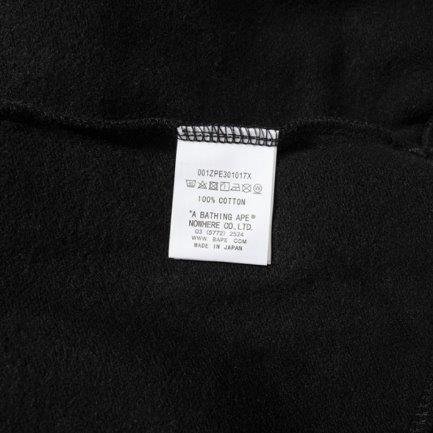 001ZPE301017X
100% COTTON
"A BATHING APE®
NOWHERE CO.,LTD.
03 (5772) 2524
WWW BAPE COM
MADE IN JAPAN